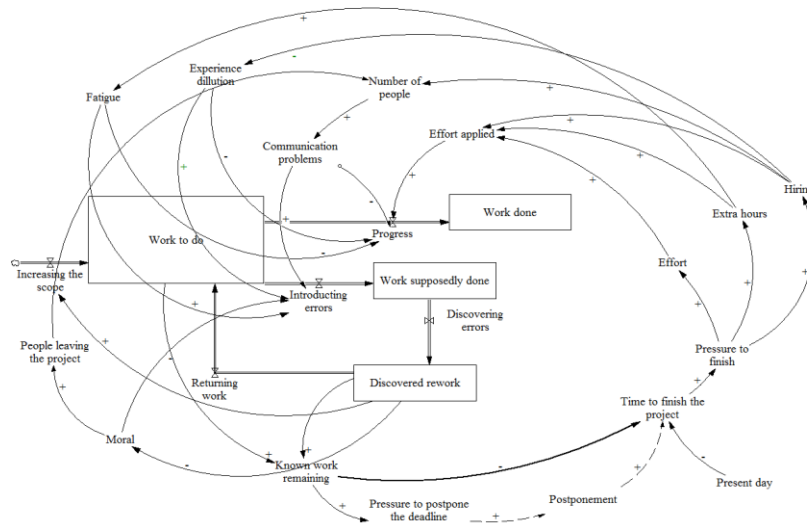 Experience
dillution
Number of
people
Fatigue
Effort applied
Communication
problems
Hiring
Work done
Extra hours
Progress
Work to do
Effort
Increasing the
scope
Work supposedly done
Introducting
errors
Discovering
errors
People leaving
the project
Pressure to
finish
Returning
work
Discovered rework
Time to finish the
project
Moral
Known work
remaining
Present day
Postponement
Pressure to postpone
the deadline